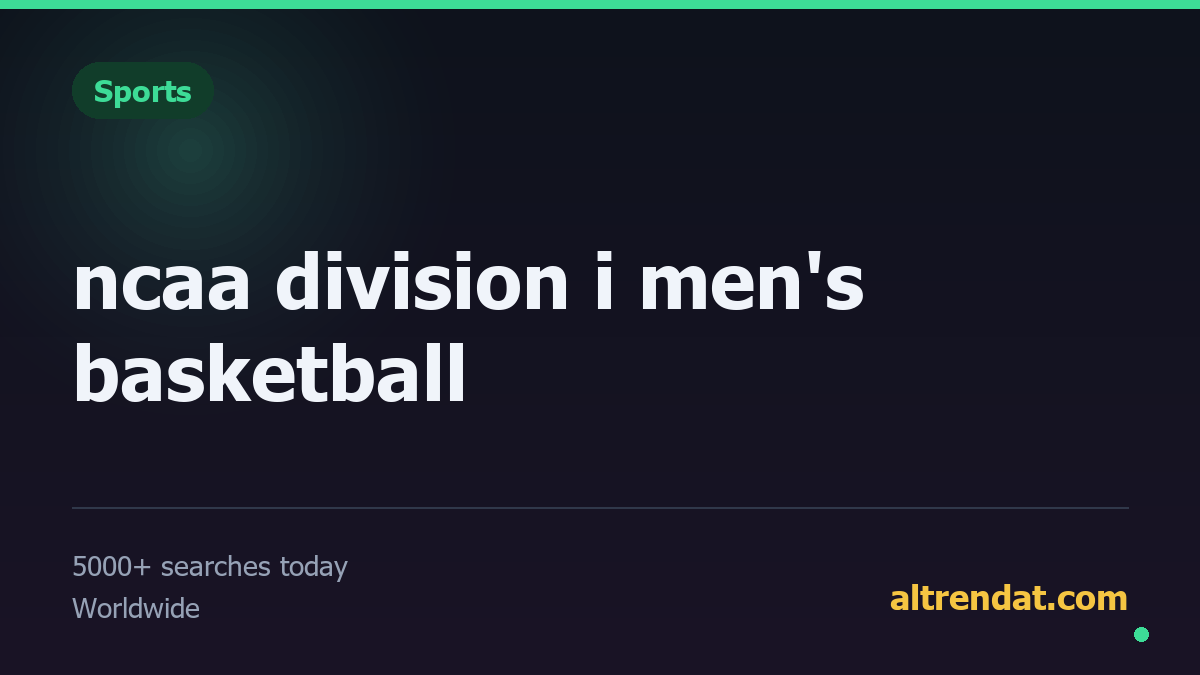 Sports
ncaa division i men's
basketball
5000+ searches today
Worldwide
altrendat.com